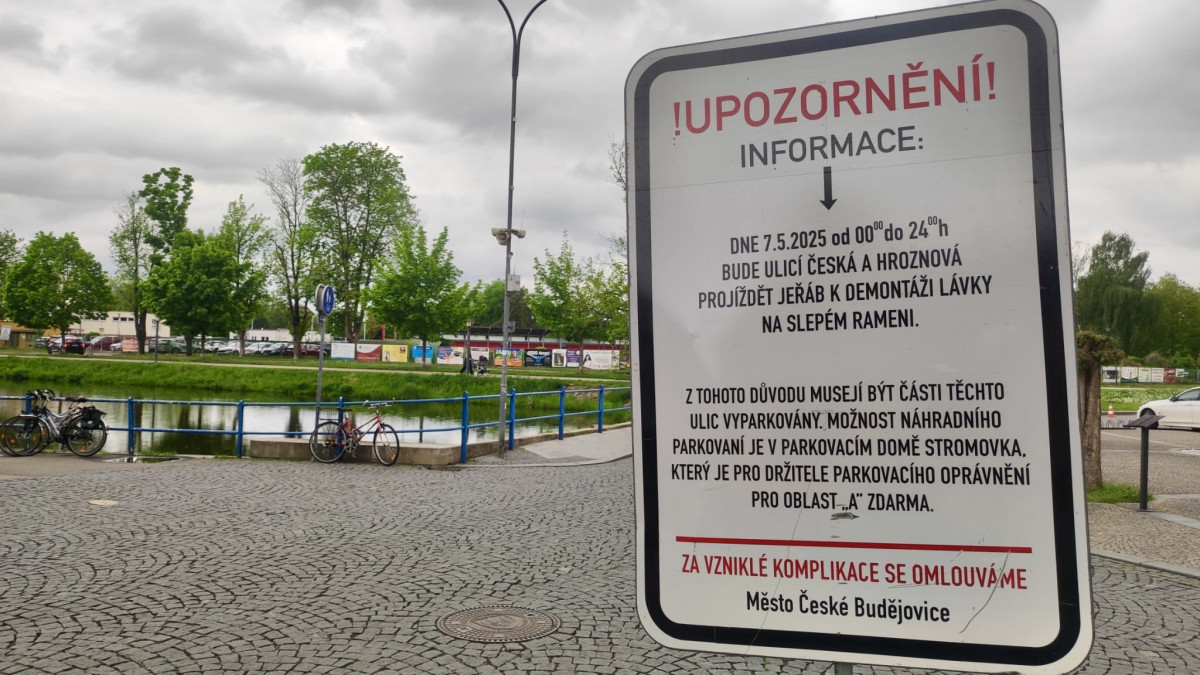 !UPOZORNĚNÍ!
INFORMACE:
DNE 7.5.2025 od 00⁰⁰ do 24⁰⁰h
BUDE ULICÍ ČESKÁ A HROZNOVÁ
PROJÍŽDĚT JEŘÁB K DEMONTÁŽI LÁVKY
NA SLEPÉM RAMENI.
Z TOHOTO DŮVODU MUSEJÍ BÝT ČÁSTI TĚCHTO
ULIC VYPARKOVÁNY. MOŽNOST NÁHRADNÍHO
PARKOVANÍ JE V PARKOVACÍM DOMĚ STROMOVKA,
KTERÝ JE PRO DRŽITELE PARKOVACÍHO OPRÁVNĚNÍ
PRO OBLAST „A" ZDARMA.
ZA VZNIKLÉ KOMPLIKACE SE OMLOUVÁME
Město České Budějovice